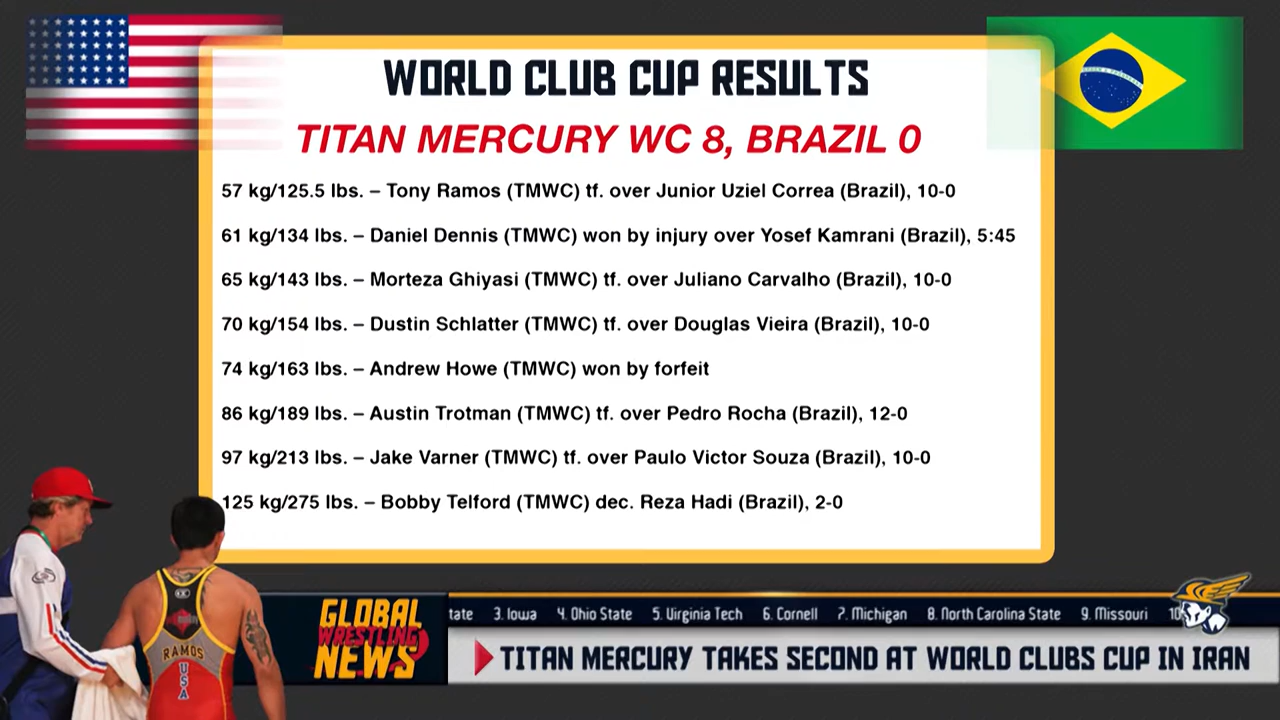 WORLD CLUB CUP RESULTS
TITAN MERCURY WC 8, BRAZIL 0
57 kg/125.5 lbs. – Tony Ramos (TMWC) tf. over Junior Uziel Correa (Brazil), 10-0
61 kg/134 lbs. – Daniel Dennis (TMWC) won by injury over Yosef Kamrani (Brazil), 5:45
65 kg/143 lbs. – Morteza Ghiyasi (TMWC) tf. over Juliano Carvalho (Brazil), 10-0
70 kg/154 lbs. – Dustin Schlatter (TMWC) tf. over Douglas Vieira (Brazil), 10-0
74 kg/163 lbs. – Andrew Howe (TMWC) won by forfeit
86 kg/189 lbs. – Austin Trotman (TMWC) tf. over Pedro Rocha (Brazil), 12-0
97 kg/213 lbs. – Jake Varner (TMWC) tf. over Paulo Victor Souza (Brazil), 10-0
125 kg/275 lbs. – Bobby Telford (TMWC) dec. Reza Hadi (Brazil), 2-0
RAMOS
USA
GLOBAL
WRESTLING
NEWS
tate 3. Iowa 4. Ohio State 5. Virginia Tech 6. Cornell 7. Michigan 8. North Carolina State 9. Missouri 10
TITAN MERCURY TAKES SECOND AT WORLD CLUBS CUP IN IRAN